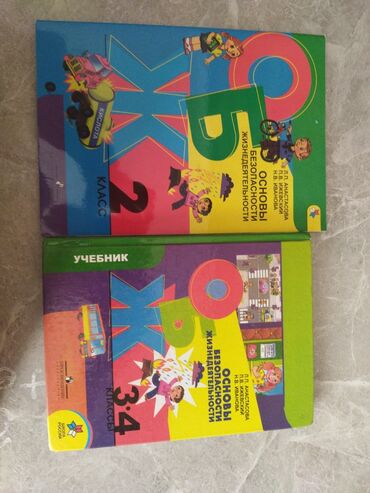 ОБЖ
Л.П. АНАСТАСОВА
П.В. ИЖЕВСКИЙ
Н.В. ИВАНОВА
ОСНОВЫ
БЕЗОПАСНОСТИ
ЖИЗНЕДЕЯТЕЛЬНОСТИ
2
КЛАСС
КИСЛОТА
УЧЕБНИК
ОБЖ
Л.П. АНАСТАСОВА
П.В. ИЖЕВСКИЙ
Н.В. ИВАНОВА
ОСНОВЫ
БЕЗОПАСНОСТИ
ЖИЗНЕДЕЯТЕЛЬНОСТИ
3•4
КЛАССЫ